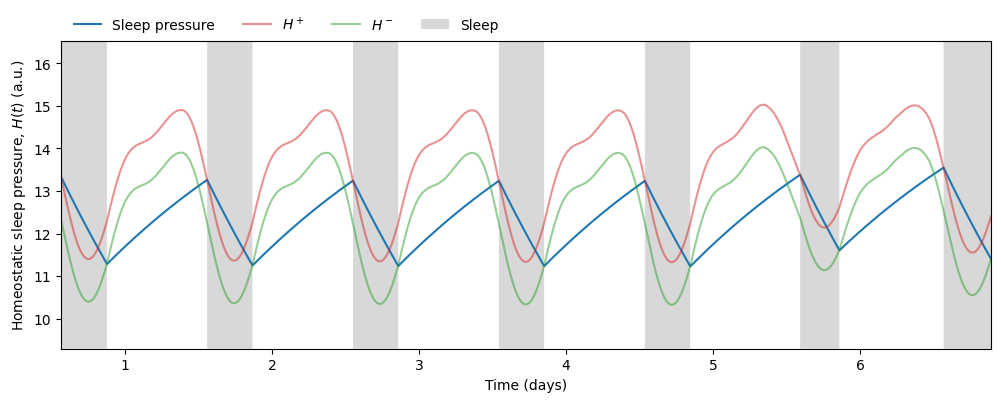 Sleep pressure H⁺ H⁻ Sleep
Homeostatic sleep pressure, H(t) (a.u.)
16
15
14
13
12
11
10
1 2 3 4 5 6
Time (days)